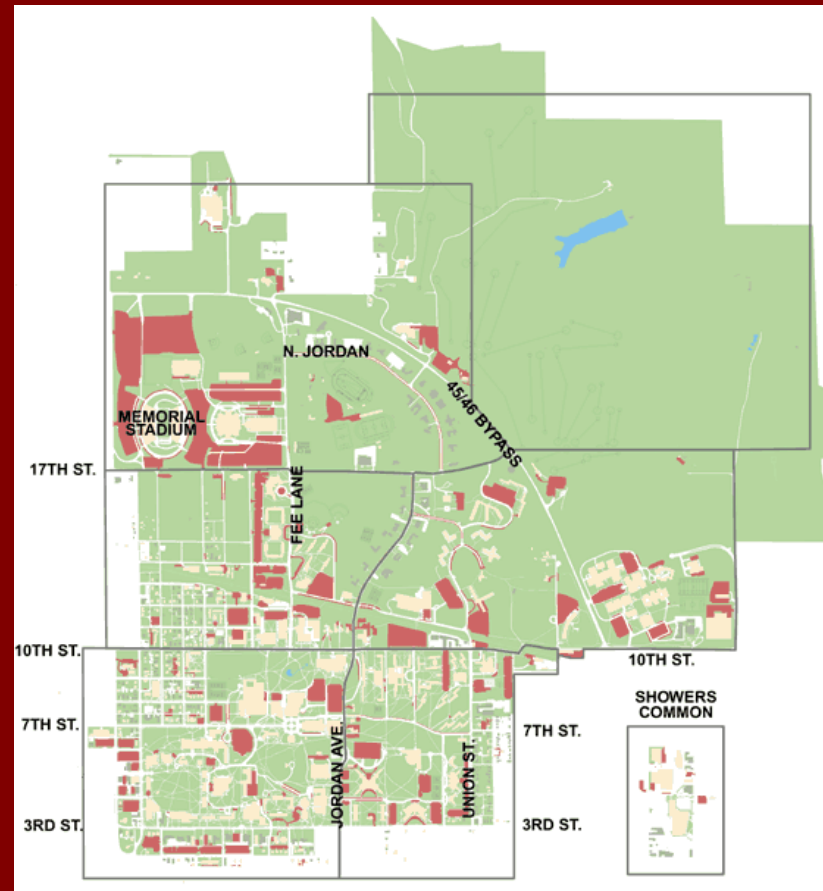 N. JORDAN
45/46 BYPASS
MEMORIAL
STADIUM
17TH ST.
FEE LANE
10TH ST.
10TH ST.
SHOWERS
COMMON
7TH ST.
7TH ST.
JORDAN AVE.
UNION ST.
3RD ST.
3RD ST.